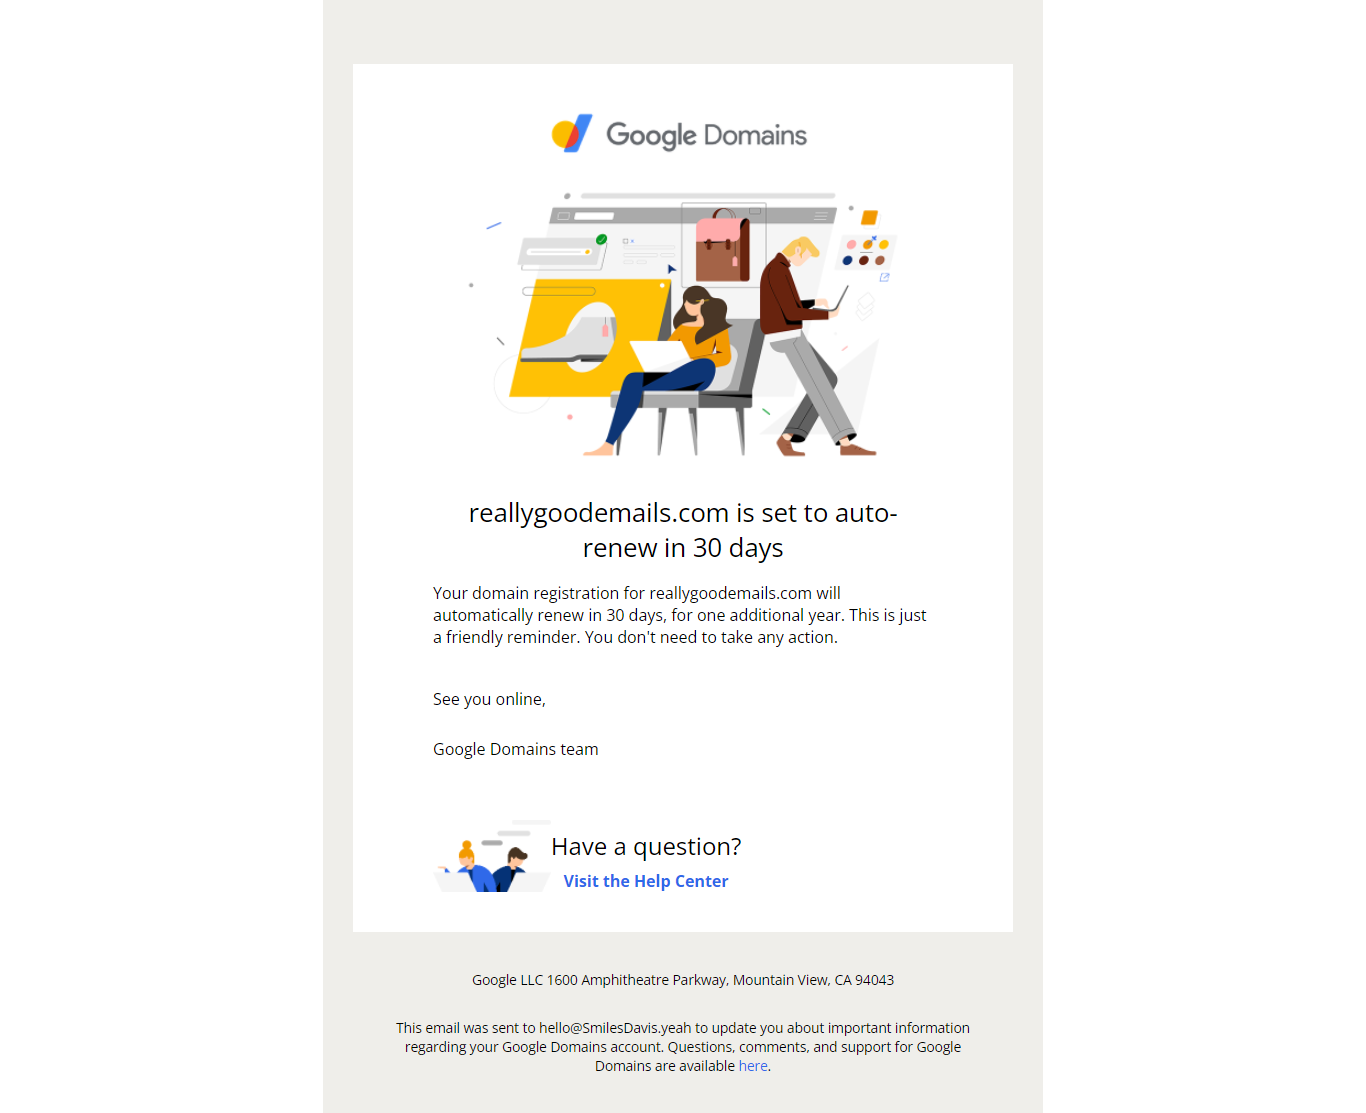 Google Domains
reallygoodemails.com is set to auto-
renew in 30 days
Your domain registration for reallygoodemails.com will
automatically renew in 30 days, for one additional year. This is just
a friendly reminder. You don't need to take any action.
See you online,
Google Domains team
Have a question?
Visit the Help Center
Google LLC 1600 Amphitheatre Parkway, Mountain View, CA 94043
This email was sent to hello@SmilesDavis.yeah to update you about important information
regarding your Google Domains account. Questions, comments, and support for Google
Domains are available here.